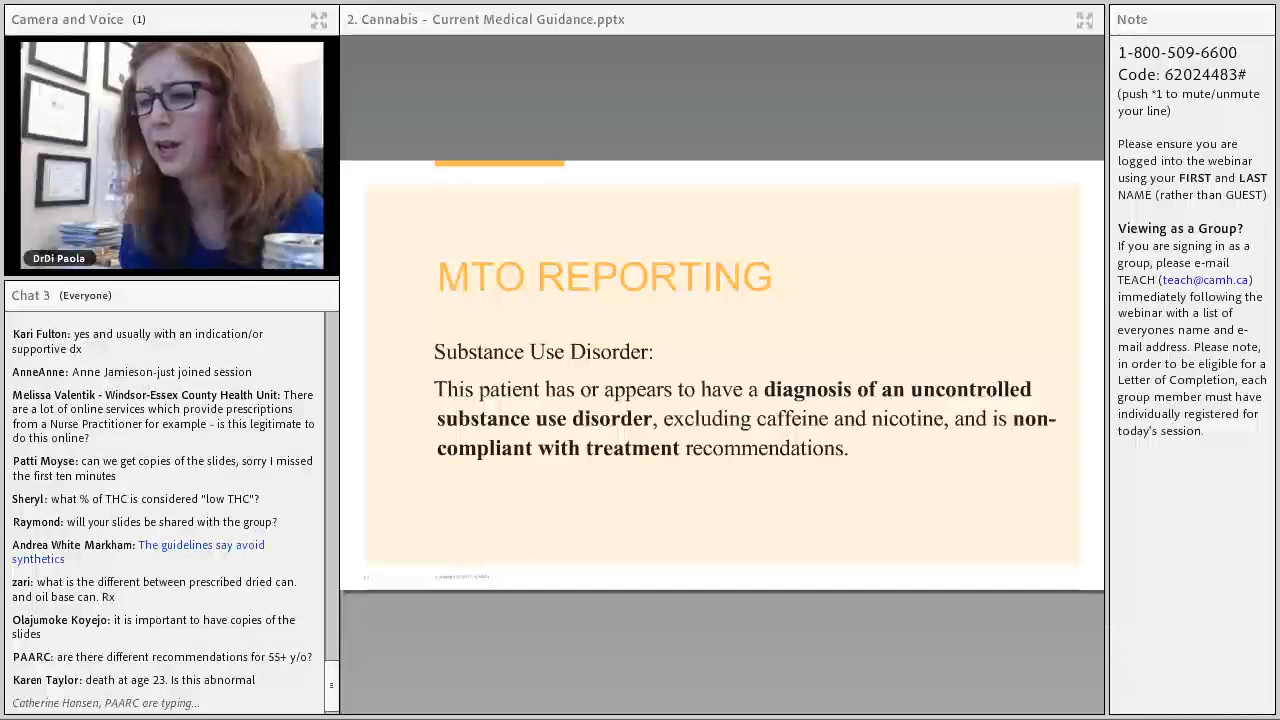 Camera and Voice (1)
DrDi Paola
Chat 3 (Everyone)
Kari Fulton: yes and usually with an indication/or
supportive dx
AnneAnne: Anne Jamieson-just joined session
Melissa Valentik - Windsor-Essex County Health Unit: There
are a lot of online services which provide prescriptions
from a Nurse Practitioner for example - is this legitimate to
do this online?
Patti Moyse: can we get copies of the slides, sorry I missed
the first ten minutes
Sheryl: what % of THC is considered "low THC"?
Raymond: will your slides be shared with the group?
Andrea White Markham: The guidelines say avoid
synthetics
zari: what is the different between prescribed dried can.
and oil base can. Rx
Olajumoke Koyejo: it is important to have copies of the
slides
PAARC: are there different recommendations for 55+ y/o?
Karen Taylor: death at age 23. Is this abnormal
Catherine Hansen, PAARC are typing...
2. Cannabis - Current Medical Guidance.pptx
MTO REPORTING
Substance Use Disorder:
This patient has or appears to have a diagnosis of an uncontrolled
substance use disorder, excluding caffeine and nicotine, and is non-
compliant with treatment recommendations.
Note
1-800-509-6600
Code: 62024483#
(push *1 to mute/unmute
your line)
Please ensure you are
logged into the webinar
using your FIRST and LAST
NAME (rather than GUEST)
Viewing as a Group?
If you are signing in as a
group, please e-mail
TEACH (teach@camh.ca)
immediately following the
webinar with a list of
everyones name and e-
mail address. Please note,
in order to be eligible for a
Letter of Completion, each
group member must have
individually registered for
today's session.